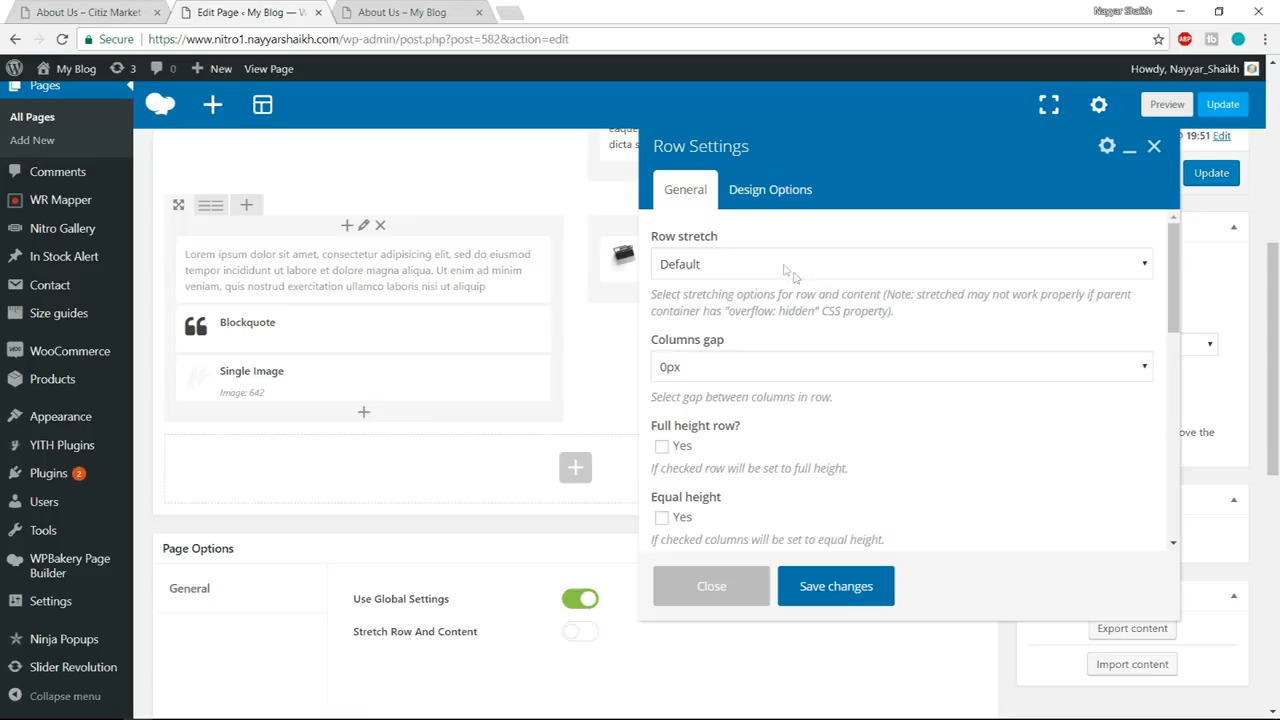 About Us – Citiz Market
Edit Page ‹ My Blog — W
About Us – My Blog
Nayyar Shaikh
Secure
https://www.nitro1.nayyarshaikh.com/wp-admin/post.php?post=582&action=edit
ABP
tb
My Blog
3
0
New
View Page
Howdy, Nayyar_Shaikh
Pages
All Pages
Add New
Comments
WR Mapper
Nitro Gallery
In Stock Alert
Contact
Size guides
WooCommerce
Products
Appearance
YITH Plugins
Plugins 2
Users
Tools
WPBakery Page
Builder
Settings
Ninja Popups
Slider Revolution
Collapse menu
Preview
Update
19:51 Edit
Update
dicta s
Lorem ipsum dolor sit amet, consectetur adipisicing elit, sed do eiusmod
tempor incididunt ut labore et dolore magna aliqua. Ut enim ad minim
veniam, quis nostrud exercitation ullamco laboris nisi ut aliquip
Blockquote
Single Image
Image: 642
Row Settings
General
Design Options
Row stretch
Default
Select stretching options for row and content (Note: stretched may not work properly if parent
container has "overflow: hidden" CSS property).
Columns gap
0px
Select gap between columns in row.
Full height row?
Yes
If checked row will be set to full height.
Equal height
Yes
If checked columns will be set to equal height.
Close
Save changes
ove the
Page Options
General
Use Global Settings
Stretch Row And Content
Export content
Import content